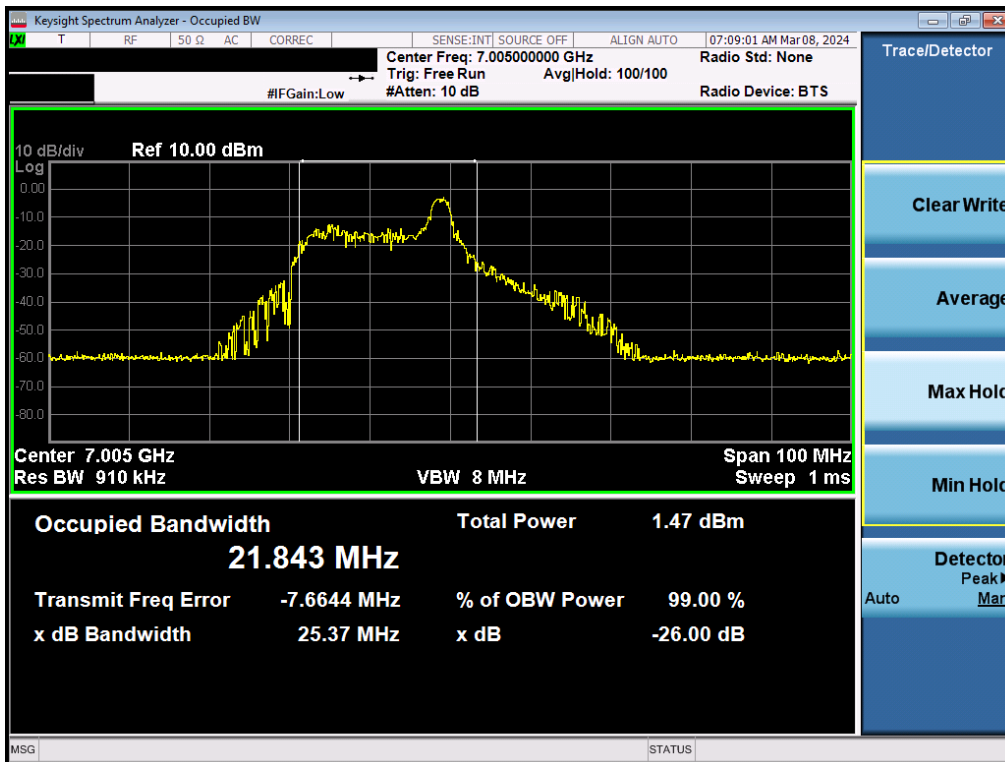 Keysight Spectrum Analyzer - Occupied BW
LXI T RF 50 Ω AC CORREC SENSE:INT SOURCE OFF ALIGN AUTO 07:09:01 AM Mar 08, 2024
Center Freq: 7.005000000 GHz Radio Std: None
Trig: Free Run Avg|Hold: 100/100
#IFGain:Low #Atten: 10 dB Radio Device: BTS
Trace/Detector
10 dB/div Ref 10.00 dBm
Log
0.00
-10.0
-20.0
-30.0
-40.0
-50.0
-60.0
-70.0
-80.0
Center 7.005 GHz Span 100 MHz
Res BW 910 kHz VBW 8 MHz Sweep 1 ms
Occupied Bandwidth Total Power 1.47 dBm
21.843 MHz
Transmit Freq Error -7.6644 MHz % of OBW Power 99.00 %
x dB Bandwidth 25.37 MHz x dB -26.00 dB
Clear Write
Average
Max Hold
Min Hold
Detector
Peak
Auto Man
MSG STATUS